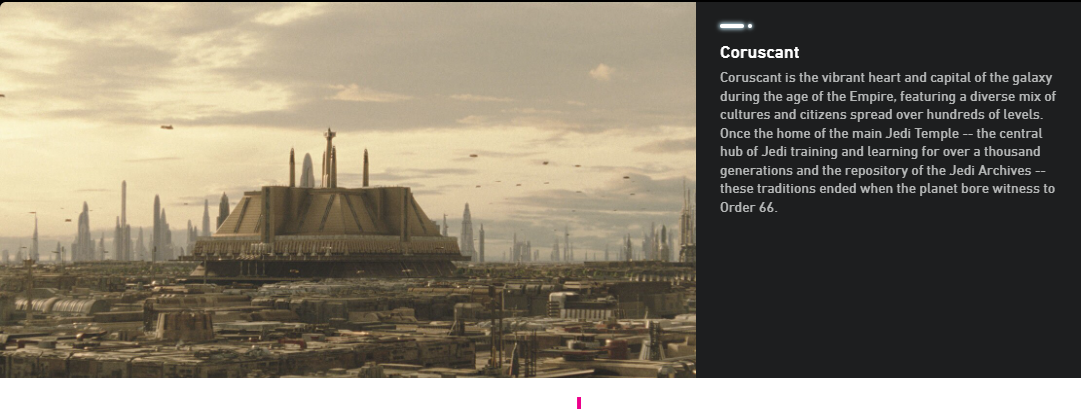 Coruscant
Coruscant is the vibrant heart and capital of the galaxy
during the age of the Empire, featuring a diverse mix of
cultures and citizens spread over hundreds of levels.
Once the home of the main Jedi Temple -- the central
hub of Jedi training and learning for over a thousand
generations and the repository of the Jedi Archives --
these traditions ended when the planet bore witness to
Order 66.